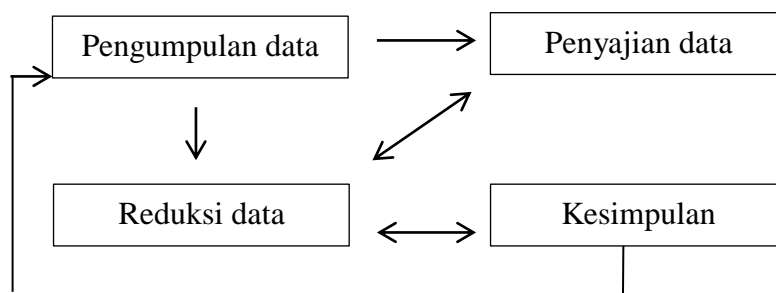 Pengumpulan data
Penyajian data
Reduksi data
Kesimpulan